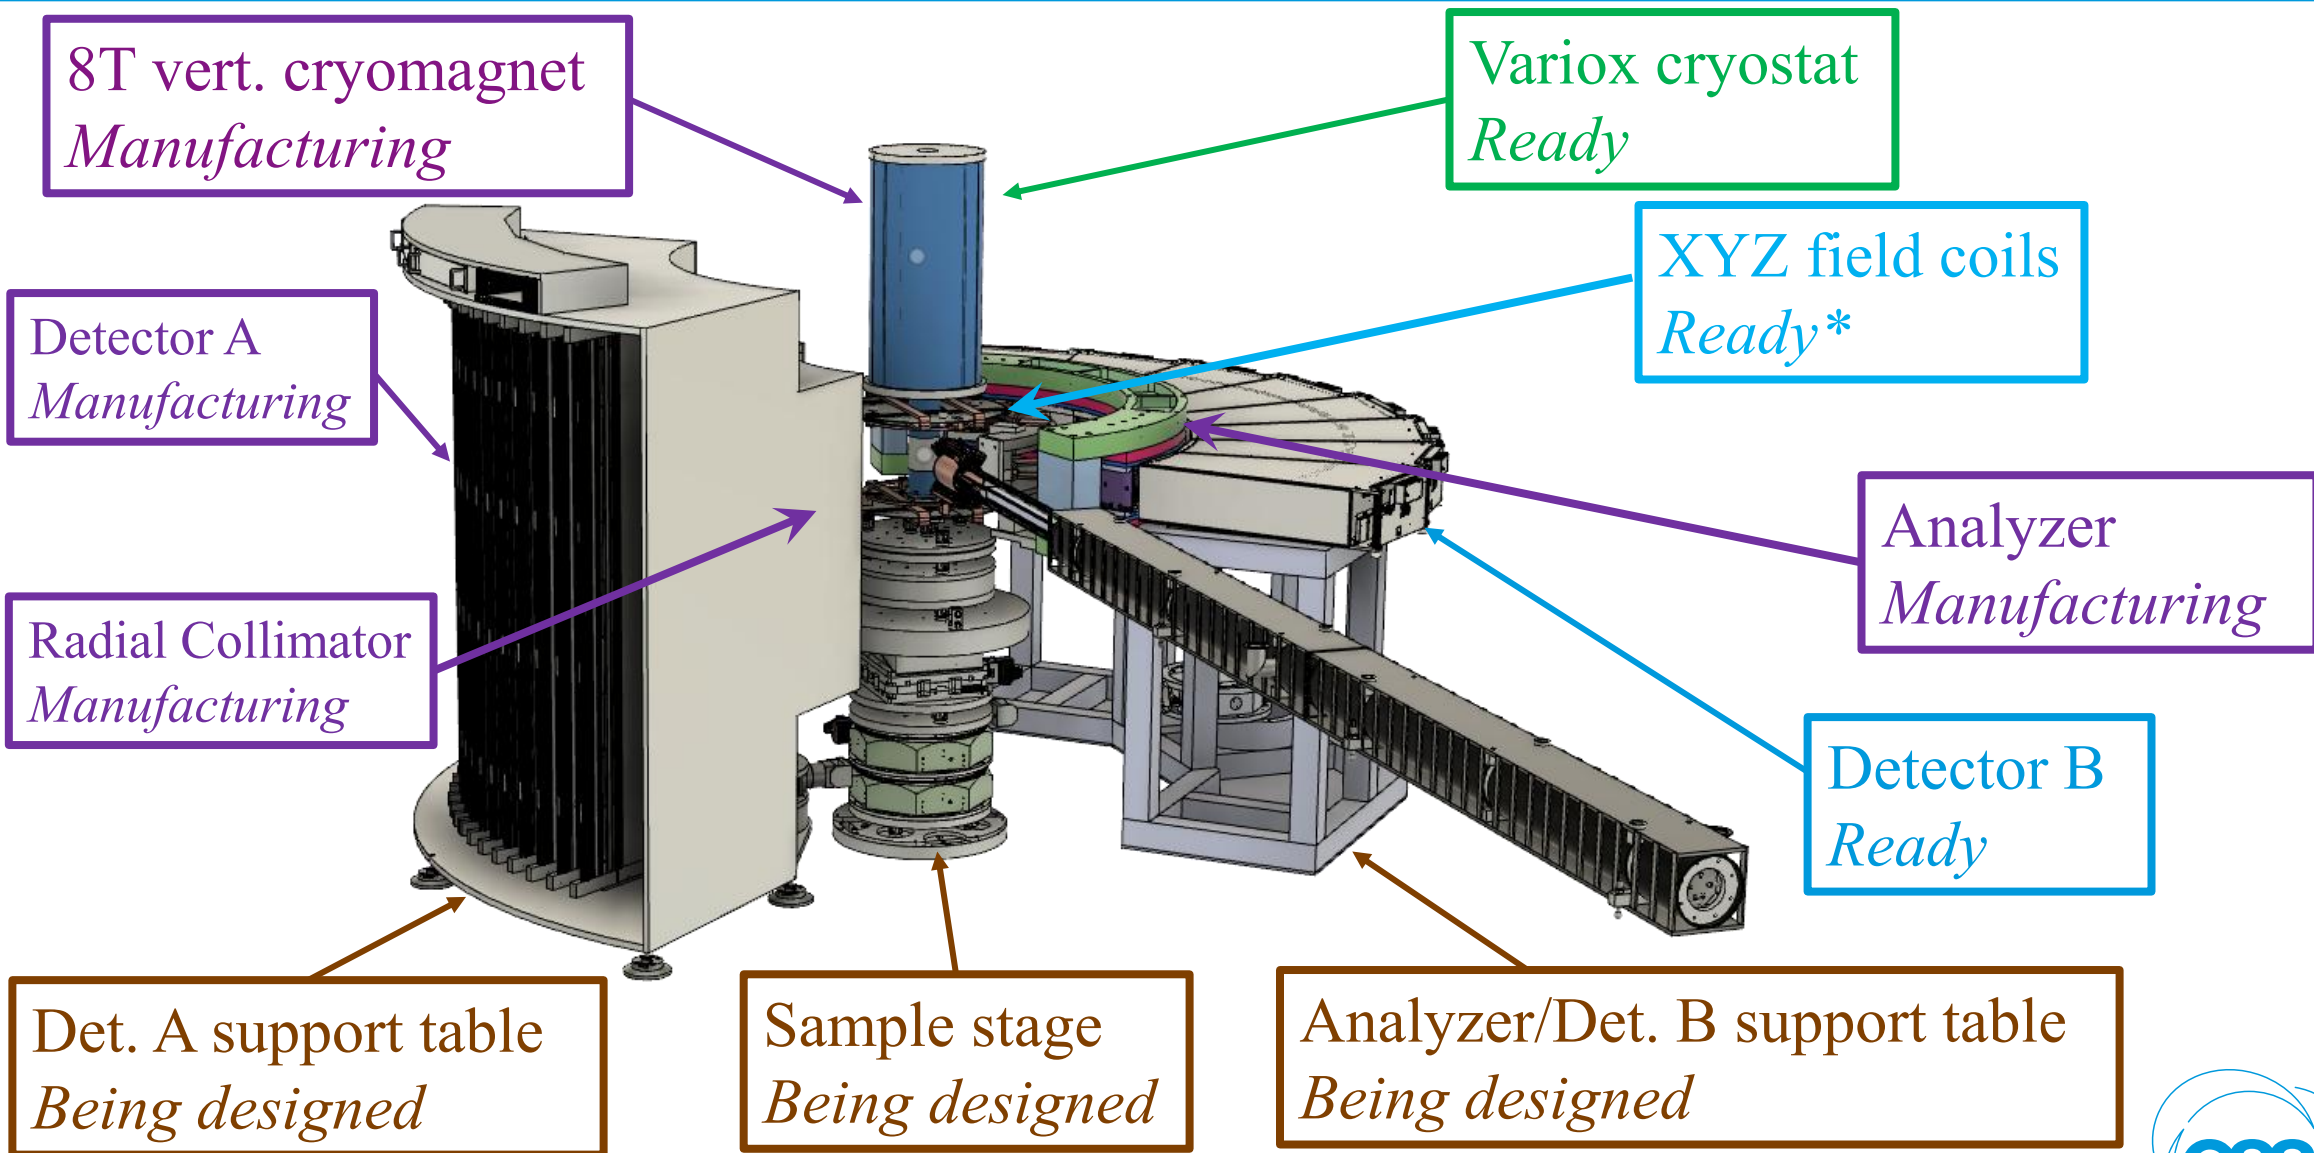 8T vert. cryomagnet
Manufacturing
Variox cryostat
Ready
XYZ field coils
Ready*
Detector A
Manufacturing
Analyzer
Manufacturing
Radial Collimator
Manufacturing
Detector B
Ready
Det. A support table
Being designed
Sample stage
Being designed
Analyzer/Det. B support table
Being designed